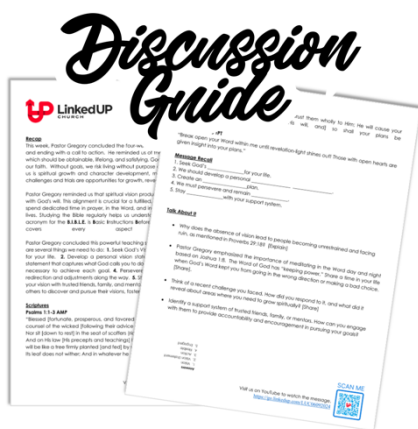 Discussion
Guide
LinkedUP
CHURCH
Recap
This week, Pastor Gregory concluded the four-we
and ending with a call to action. He reminded us of
which should be obtainable, lifelong, and satisfying. Go
our faith. Without goals, we risk living without purpose
us is spiritual growth and character development, m
challenges and trials are opportunities for growth, reve
Pastor Gregory reminded us that spiritual vision produc
with God's will. This alignment is crucial for a fulfilled,
spend dedicated time in prayer, in the Word, and in
lives. Studying the Bible regularly helps us underst
acronym for the B.I.B.L.E. is Basic Instructions Before
covers every aspect
Pastor Gregory concluded this powerful teaching s
are several things we need to do: 1. Seek God's Vi
for your life. 2. Develop a personal vision stat
statement that captures what God calls you to do
necessary to achieve each goal. 4. Persever
redirection and adjustments along the way. 5. S
your vision with trusted friends, family, and mento
others to discover and pursue their visions, foste
Scriptures
Psalms 1:1-3 AMP
"Blessed [fortunate, prosperous, and favored
counsel of the wicked [following their advice
Nor sit [down to rest] in the seat of scoffers (ri
And on His law [His precepts and teachings]
will be like a tree firmly planted [and fed] by
its leaf does not wither; And in whatever he
rust them wholly to Him. He will cause your
is will, and] so shall your plans be
"Break open your Word within me until revelation-light shines out! Those with open hearts are
given insight into your plans."
Message Recall
1. Seek God's for your life.
2. We should develop a personal
3. Create an plan.
4. We must persevere and remain
5. Stay with your support system.
Talk About It
• Why does the absence of vision lead to people becoming unrestrained and facing
ruin, as mentioned in Proverbs 29:18? [Explain]
• Pastor Gregory emphasized the importance of meditating in the Word day and night
based on Joshua 1:8. The Word of God has "keeping power." Share a time in your life
when God's Word kept you from going in the wrong direction or making a bad choice.
[Share].
• Think of a recent challenge you faced. How did you respond to it, and what did it
reveal about areas where you need to grow spiritually? [Share]
• Identify a support system of trusted friends, family, or mentors. How can you engage
with them to provide accountability and encouragement in pursuing your goals?
Visit us on YouTube to watch the message.
SCAN ME